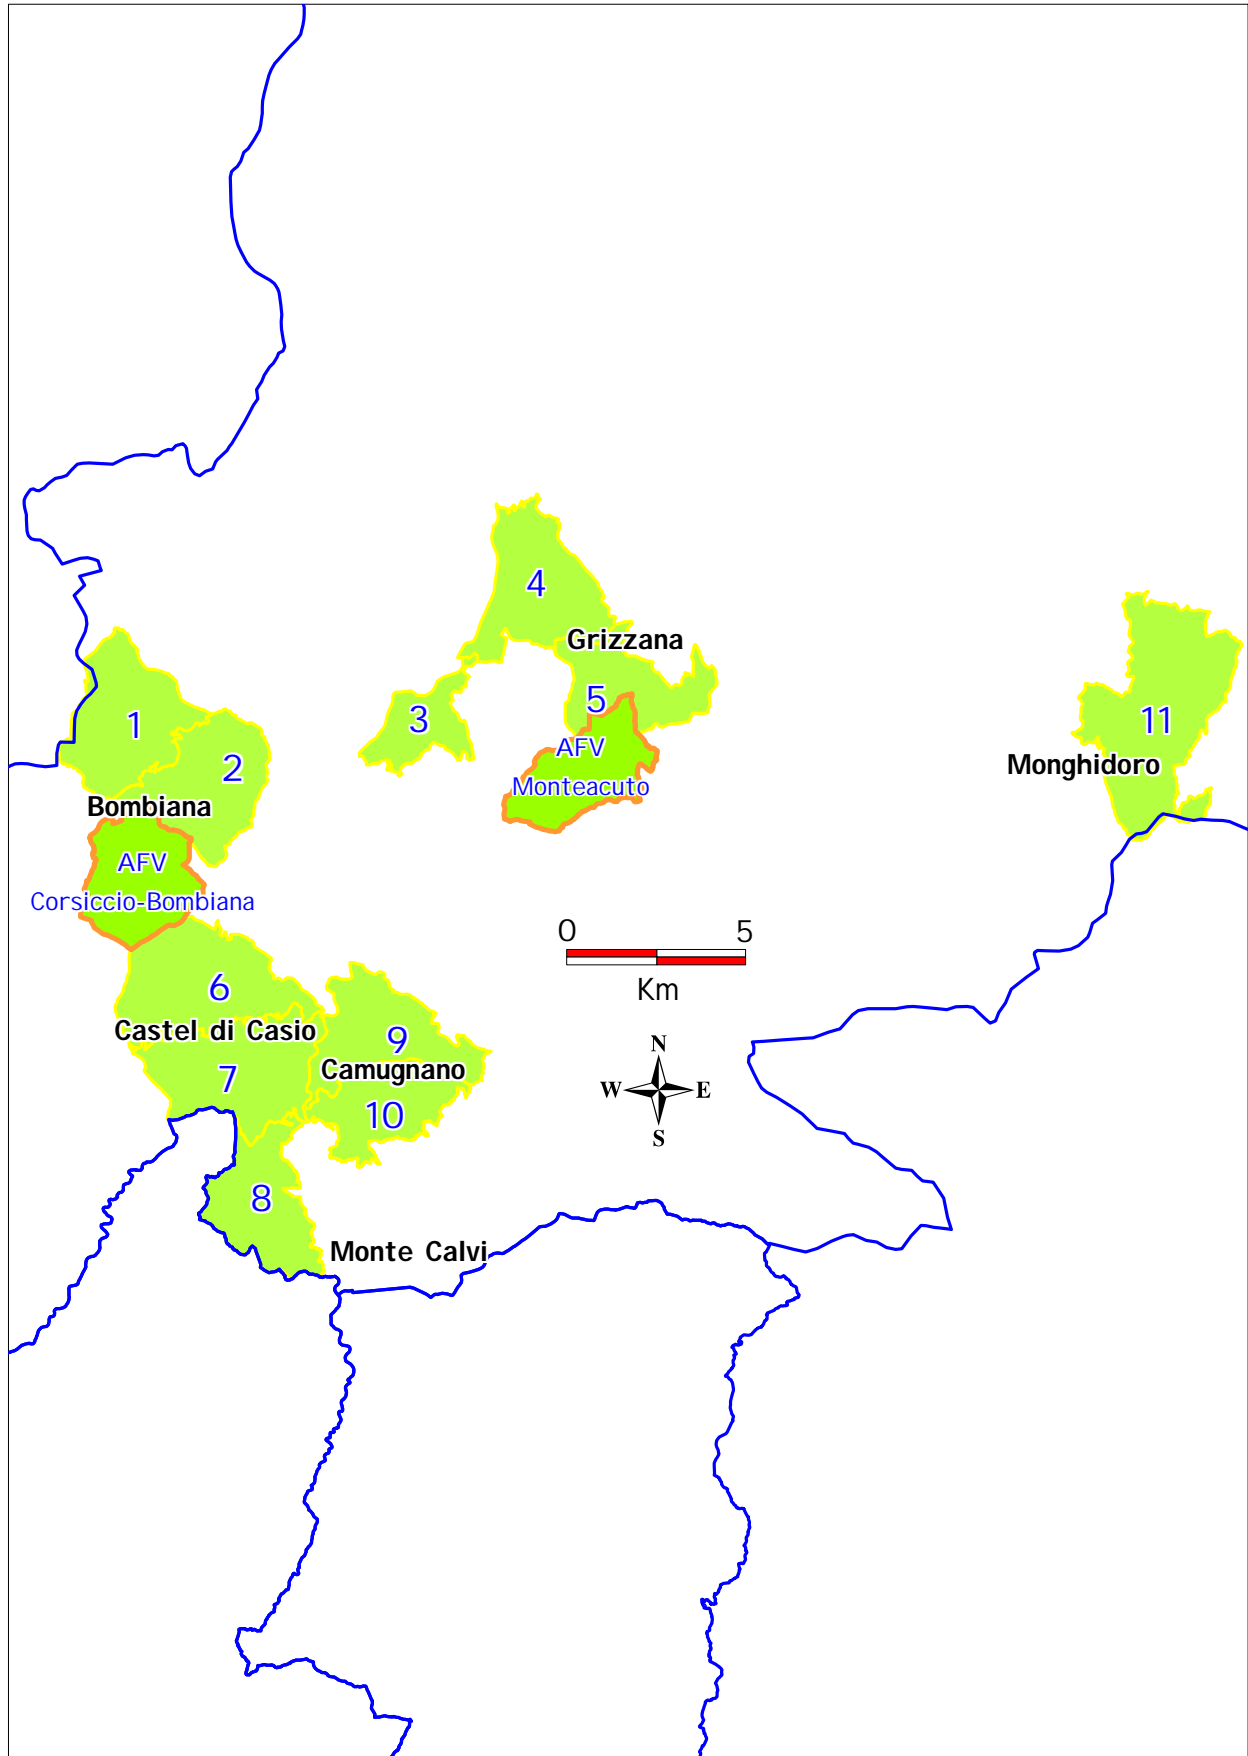 4
Grizzana
5
3
AFV
Monteacuto
1
2
Bombiana
AFV
Corsiccio-Bombiana
11
Monghidoro
0 5
Km
N
W E
S
6
Castel di Casio
7
9
Camugnano
10
8
Monte Calvi